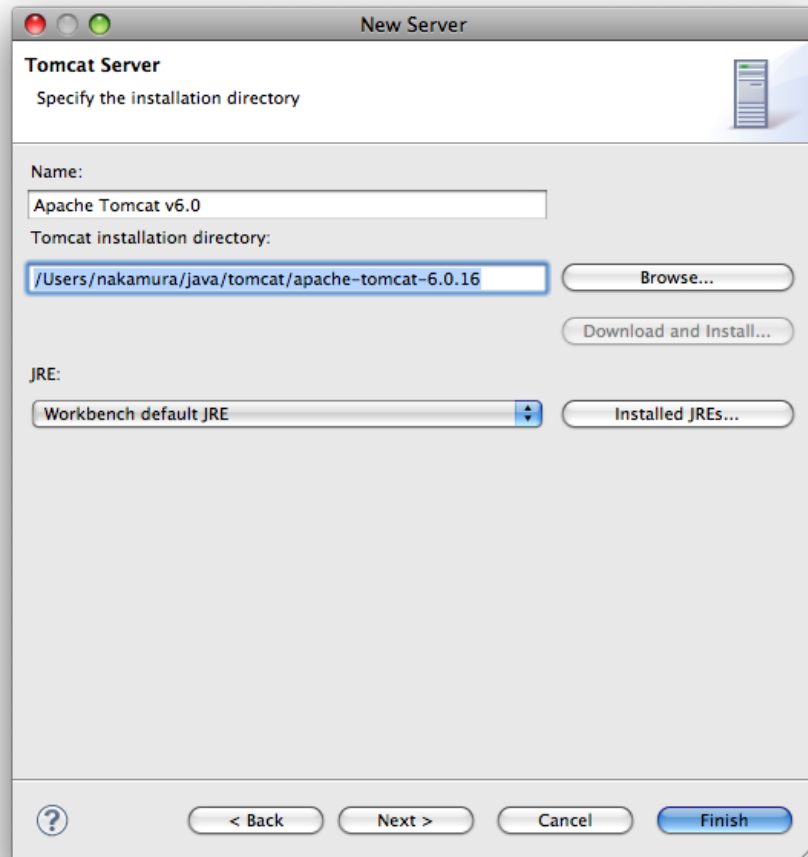 New Server
Tomcat Server
Specify the installation directory
Name:
Apache Tomcat v6.0
Tomcat installation directory:
/Users/nakamura/java/tomcat/apache-tomcat-6.0.16
Browse...
Download and Install...
JRE:
Workbench default JRE
Installed JREs...
?
< Back
Next >
Cancel
Finish